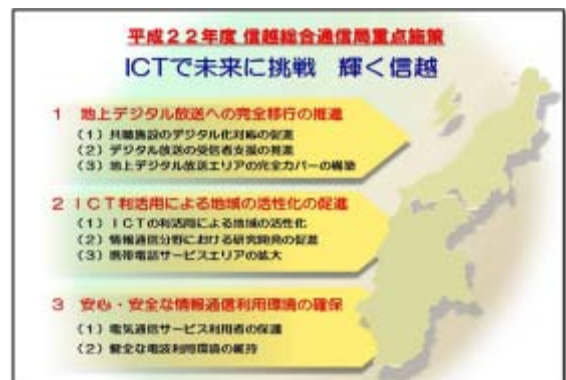 平成２２年度 信越総合通信局重点施策
ICTで未来に挑戦　輝く信越
１　地上デジタル放送への完全移行の推進
（１）共聴施設のデジタル化対応の促進
（２）デジタル放送の受信者支援の推進
（３）地上デジタル放送エリアの完全カバーの構築
２ ＩＣＴ利活用による地域の活性化の促進
（１）ＩＣＴの利活用による地域の活性化
（２）情報通信分野における研究開発の促進
（３）携帯電話サービスエリアの拡大
３　安心・安全な情報通信利用環境の確保
（１）電気通信サービス利用者の保護
（２）健全な電波利用環境の維持